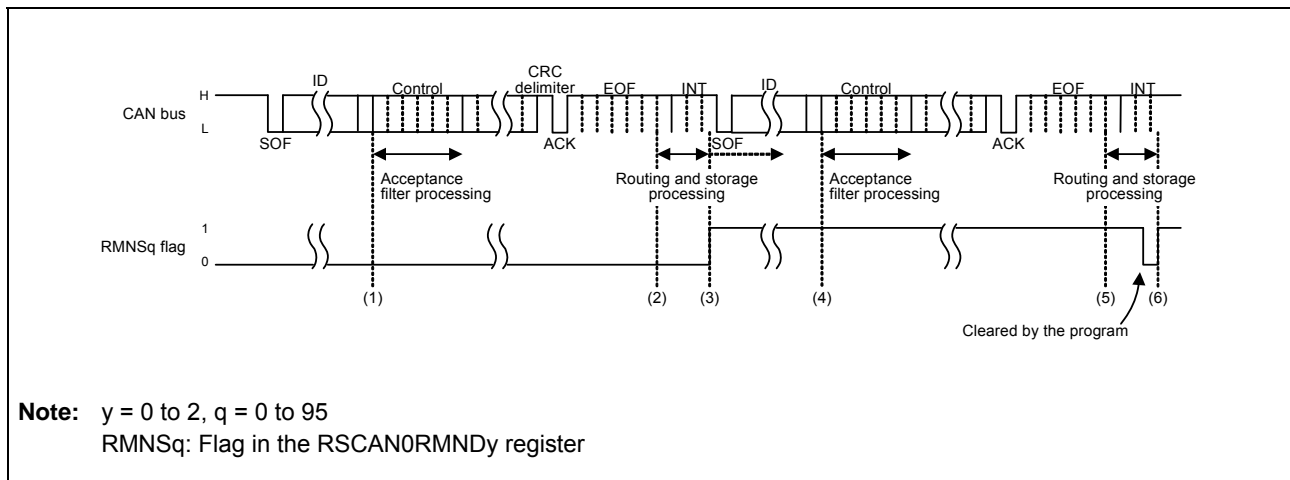 CRC
delimiter
ID Control EOF INT ID Control EOF INT
H
CAN bus
L
SOF ACK SOF ACK
Acceptance
filter processing
Routing and storage
processing
Acceptance
filter processing
Routing and storage
processing
1
RMNSq flag
0
(1) (2) (3) (4) (5) (6)
Cleared by the program
Note: y = 0 to 2, q = 0 to 95
RMNSq: Flag in the RSCAN0RMNDy register